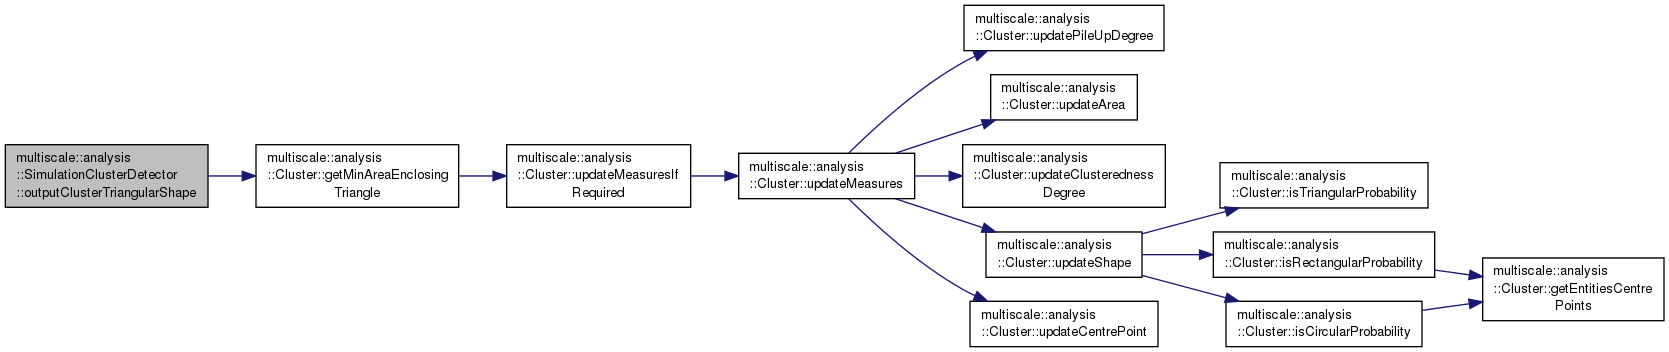 multiscale::analysis
::SimulationClusterDetector
::outputClusterTriangularShape
multiscale::analysis
::Cluster::getMinAreaEnclosing
Triangle
multiscale::analysis
::Cluster::updateMeasuresIf
Required
multiscale::analysis
::Cluster::updateMeasures
multiscale::analysis
::Cluster::updatePileUpDegree
multiscale::analysis
::Cluster::updateArea
multiscale::analysis
::Cluster::updateClusteredness
Degree
multiscale::analysis
::Cluster::updateShape
multiscale::analysis
::Cluster::updateCentrePoint
multiscale::analysis
::Cluster::isTriangularProbability
multiscale::analysis
::Cluster::isRectangularProbability
multiscale::analysis
::Cluster::isCircularProbability
multiscale::analysis
::Cluster::getEntitiesCentre
Points